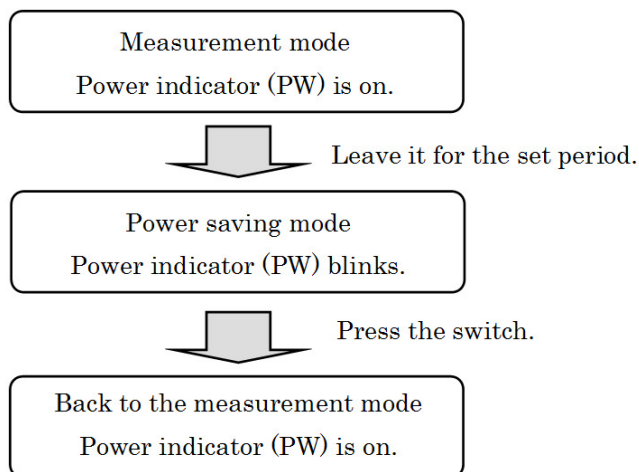 Measurement mode
Power indicator (PW) is on.
Leave it for the set period.
Power saving mode
Power indicator (PW) blinks.
Press the switch.
Back to the measurement mode
Power indicator (PW) is on.